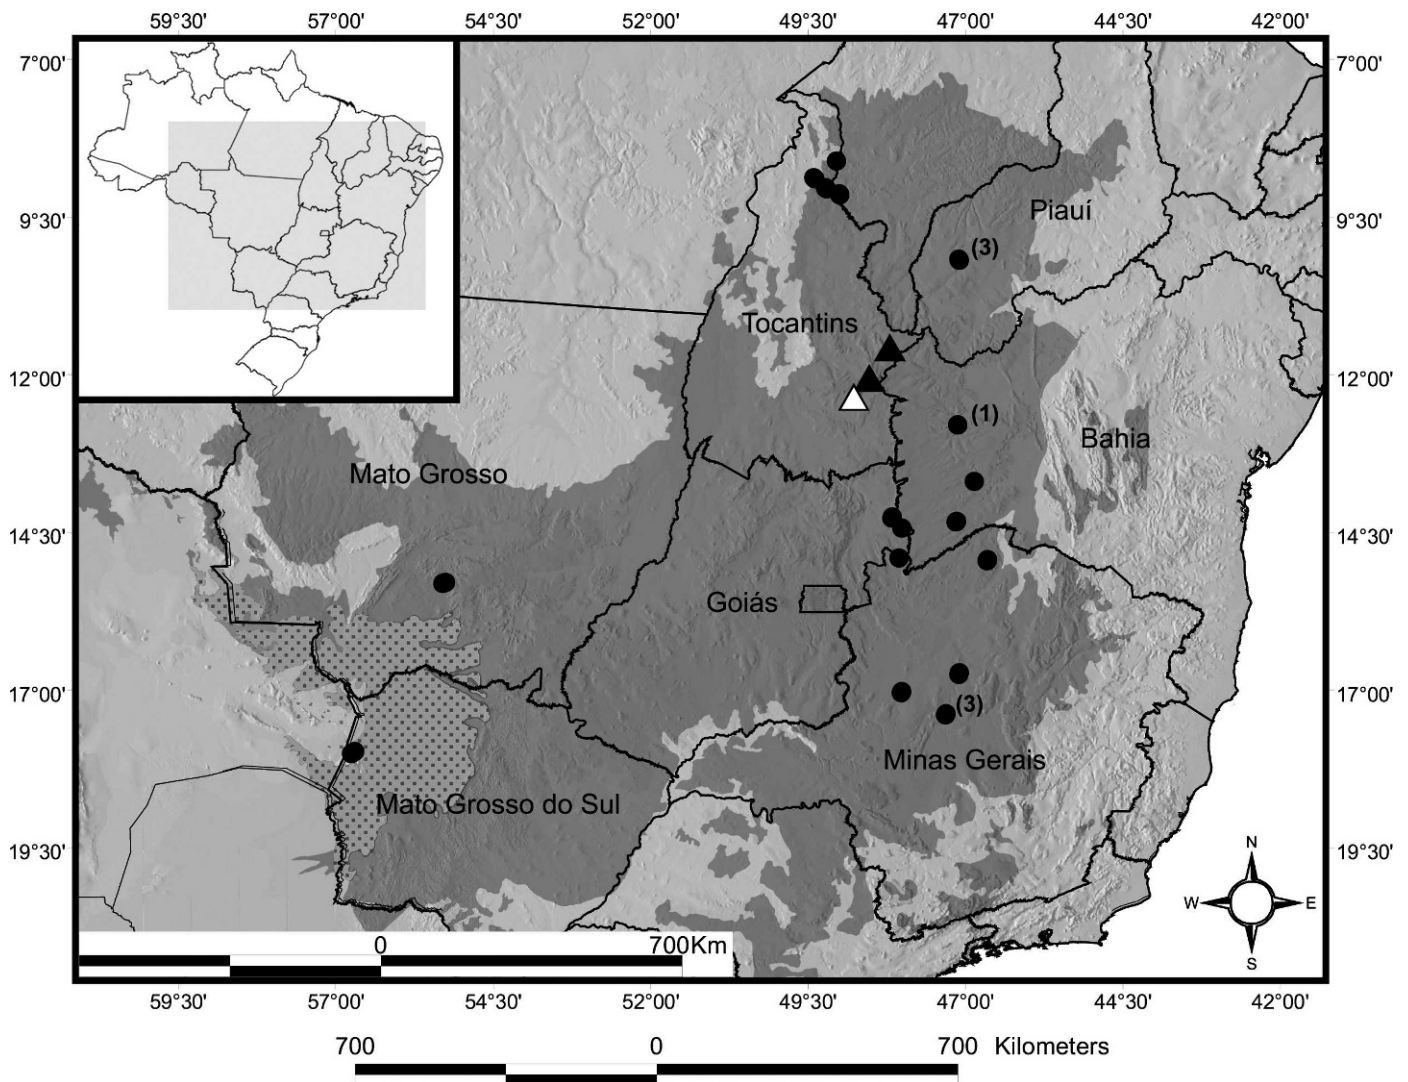 59°30' 57°00' 54°30' 52°00' 49°30' 47°00' 44°30' 42°00'
7°00' 7°00'
Piauí
9°30' 9°30'
(3)
Tocantins
12°00' 12°00'
(1)
Bahia
Mato Grosso
14°30' 14°30'
Goiás
17°00' 17°00'
(3)
Minas Gerais
Mato Grosso do Sul
19°30' 19°30'
N
W E
S
0 700Km
59°30' 57°00' 54°30' 52°00' 49°30' 47°00' 44°30' 42°00'
700 0 700 Kilometers